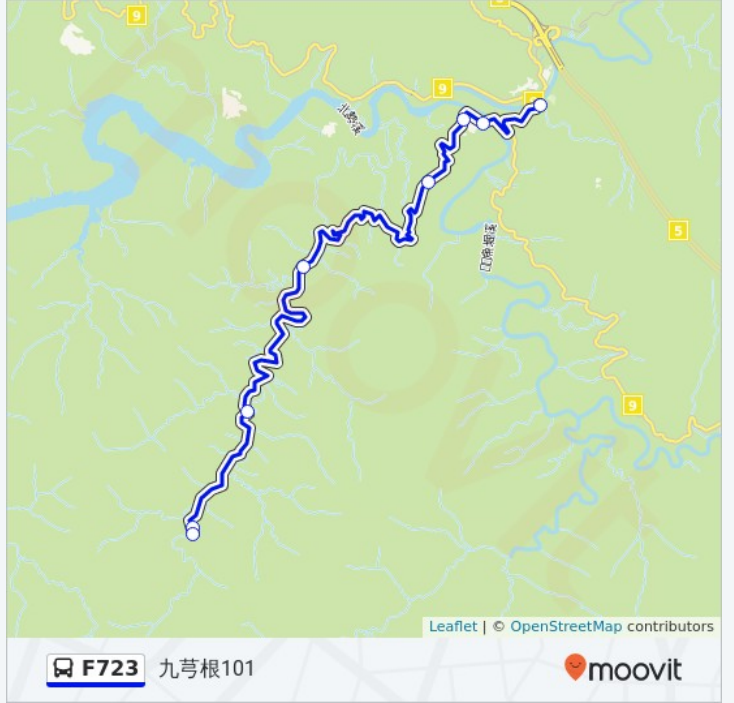 9
9
北勢溪
5
9
Leaflet | © OpenStreetMap contributors
F723 九芎根101
moovit